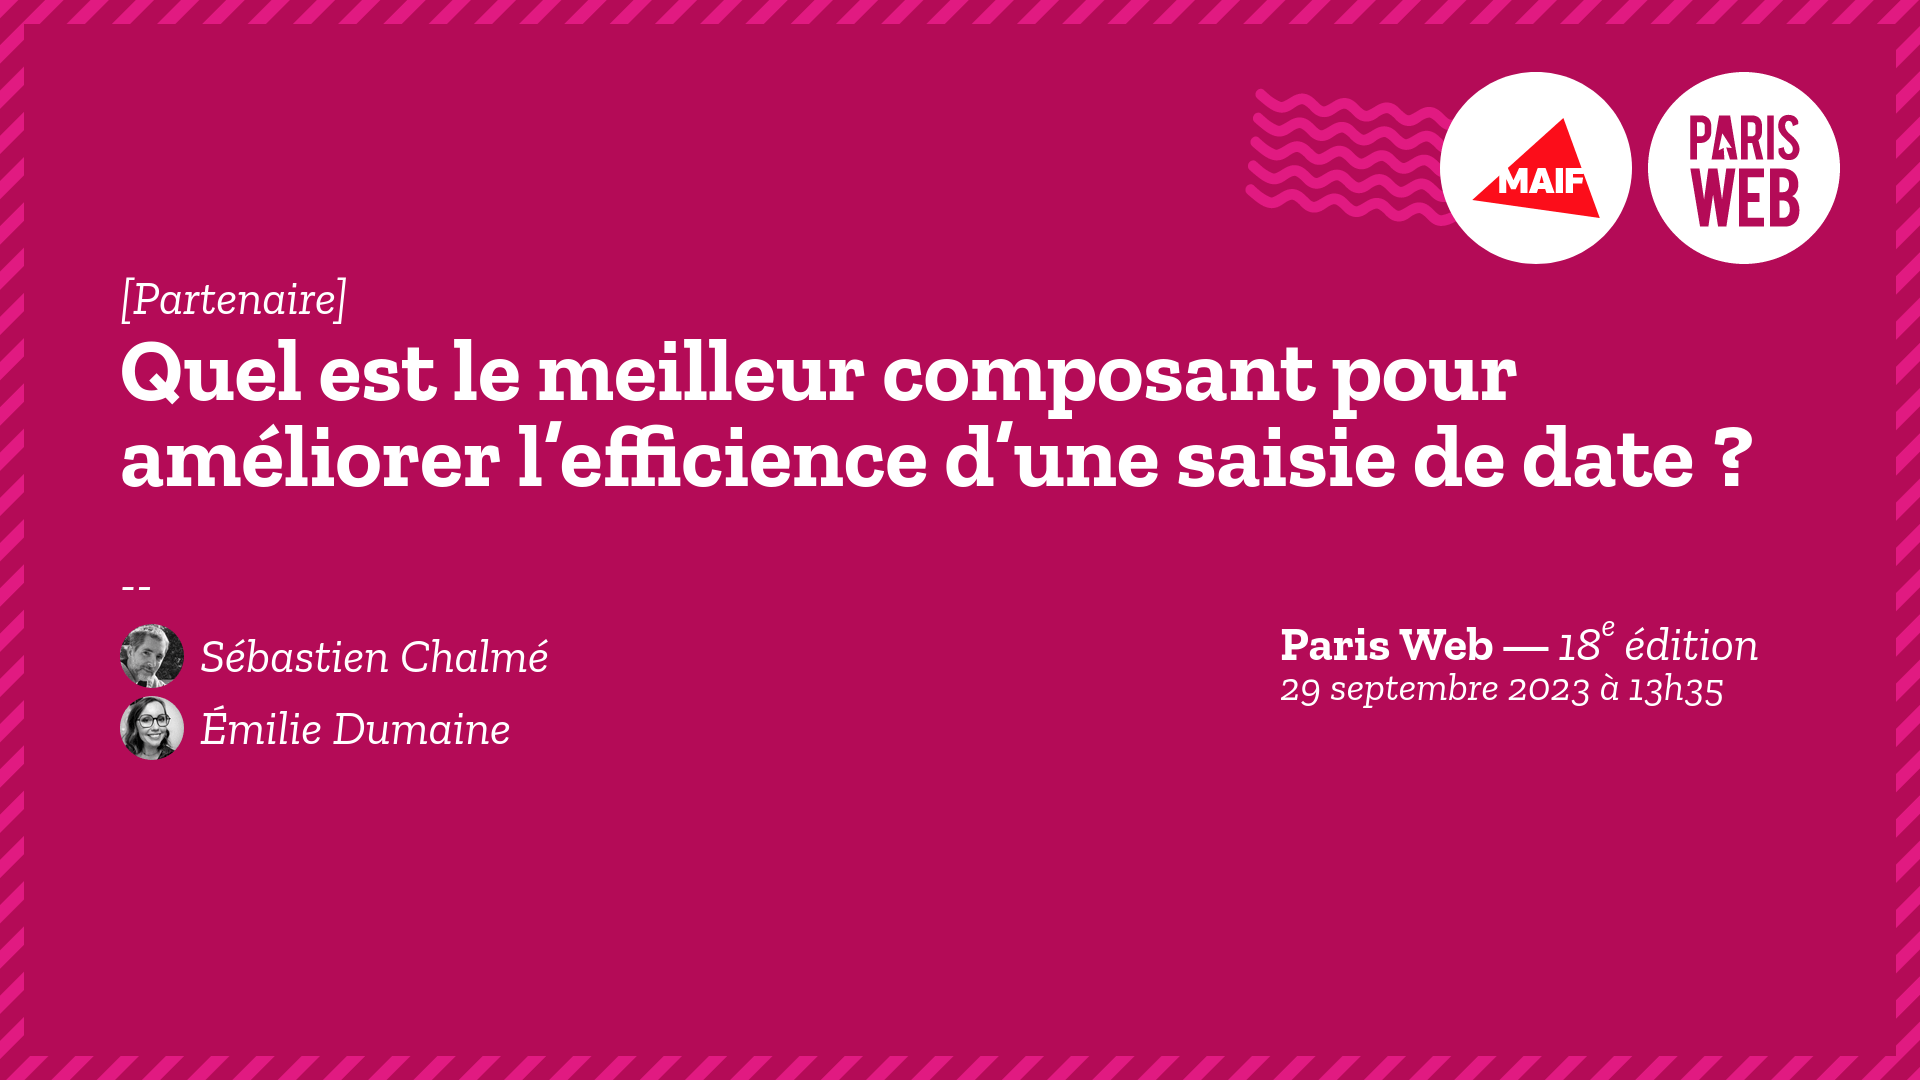 MAIF
PARIS
WEB
[Partenaire]
Quel est le meilleur composant pour
améliorer l’efficience d’une saisie de date ?
--
Sébastien Chalmé
Émilie Dumaine
Paris Web — 18e édition
29 septembre 2023 à 13h35